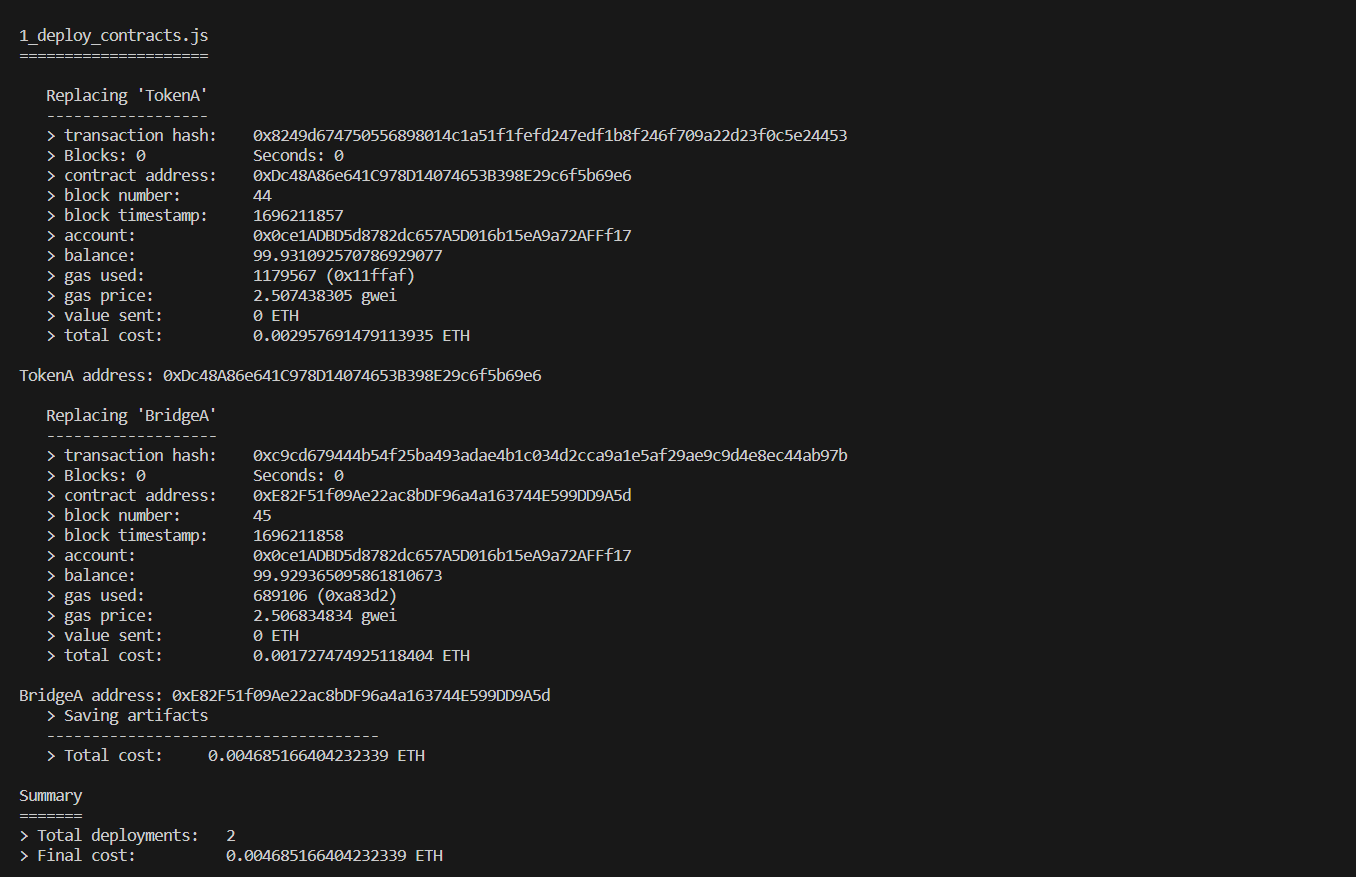 1_deploy_contracts.js
=====================
Replacing 'TokenA'
------------------
> transaction hash:    0x8249d674750556898014c1a51f1fefd247edf1b8f246f709a22d23f0c5e24453
> Blocks: 0            Seconds: 0
> contract address:    0xDc48A86e641C978D14074653B398E29c6f5b69e6
> block number:        44
> block timestamp:     1696211857
> account:             0x0ce1ADBD5d8782dc657A5D016b15eA9a72AFFf17
> balance:             99.931092570786929077
> gas used:            1179567 (0x11ffaf)
> gas price:           2.507438305 gwei
> value sent:          0 ETH
> total cost:          0.002957691479113935 ETH
TokenA address: 0xDc48A86e641C978D14074653B398E29c6f5b69e6
Replacing 'BridgeA'
-------------------
> transaction hash:    0xc9cd679444b54f25ba493adae4b1c034d2cca9a1e5af29ae9c9d4e8ec44ab97b
> Blocks: 0            Seconds: 0
> contract address:    0xE82F51f09Ae22ac8bDF96a4a163744E599DD9A5d
> block number:        45
> block timestamp:     1696211858
> account:             0x0ce1ADBD5d8782dc657A5D016b15eA9a72AFFf17
> balance:             99.929365095861810673
> gas used:            689106 (0xa83d2)
> gas price:           2.506834834 gwei
> value sent:          0 ETH
> total cost:          0.001727474925118404 ETH
BridgeA address: 0xE82F51f09Ae22ac8bDF96a4a163744E599DD9A5d
> Saving artifacts
-------------------------------------
> Total cost:     0.004685166404232339 ETH
Summary
=======
> Total deployments:   2
> Final cost:          0.004685166404232339 ETH